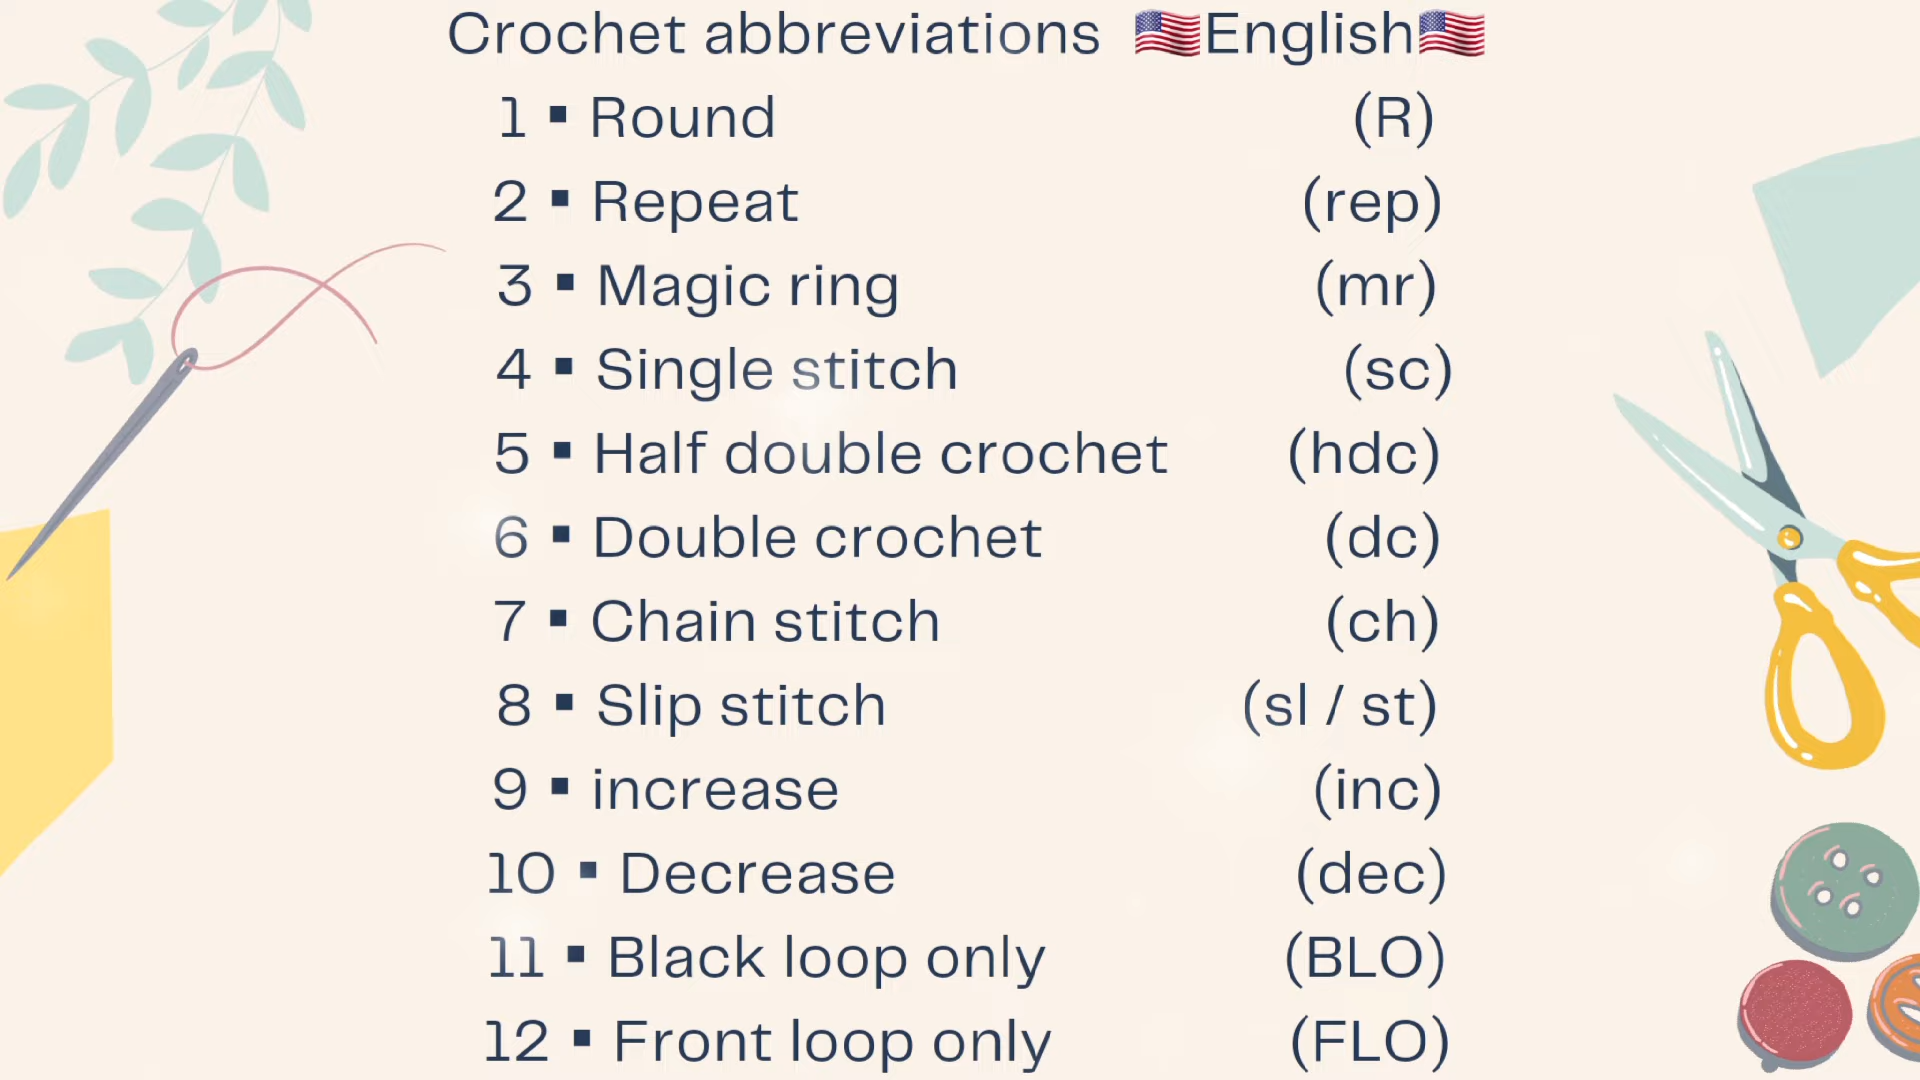 Crochet abbreviations 🇺🇸English🇺🇸
1 ▪ Round (R)
2 ▪ Repeat (rep)
3 ▪ Magic ring (mr)
4 ▪ Single stitch (sc)
5 ▪ Half double crochet (hdc)
6 ▪ Double crochet (dc)
7 ▪ Chain stitch (ch)
8 ▪ Slip stitch (sl / st)
9 ▪ increase (inc)
10 ▪ Decrease (dec)
11 ▪ Black loop only (BLO)
12 ▪ Front loop only (FLO)